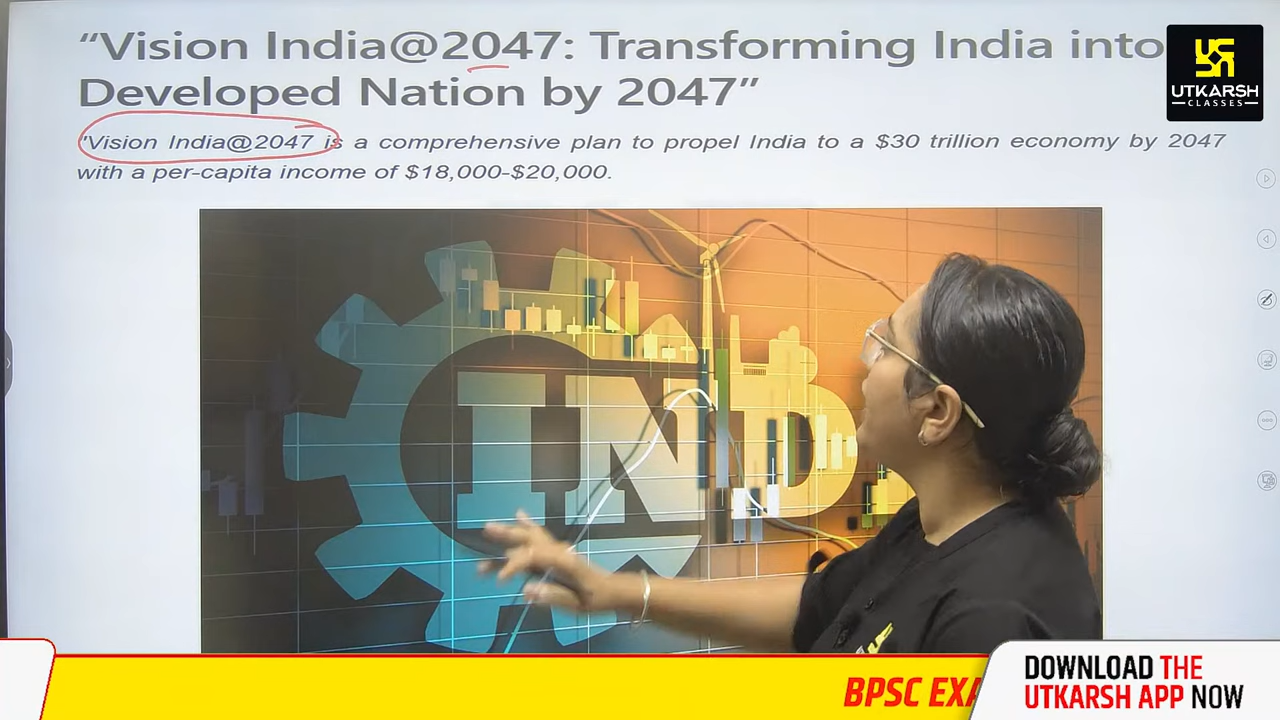 “Vision India@2047: Transforming India into
Developed Nation by 2047”
'Vision India@2047 is a comprehensive plan to propel India to a $30 trillion economy by 2047
with a per-capita income of $18,000-$20,000.
UTKARSH
CLASSES
IND
BPSC EXA
DOWNLOAD THE
UTKARSH APP NOW